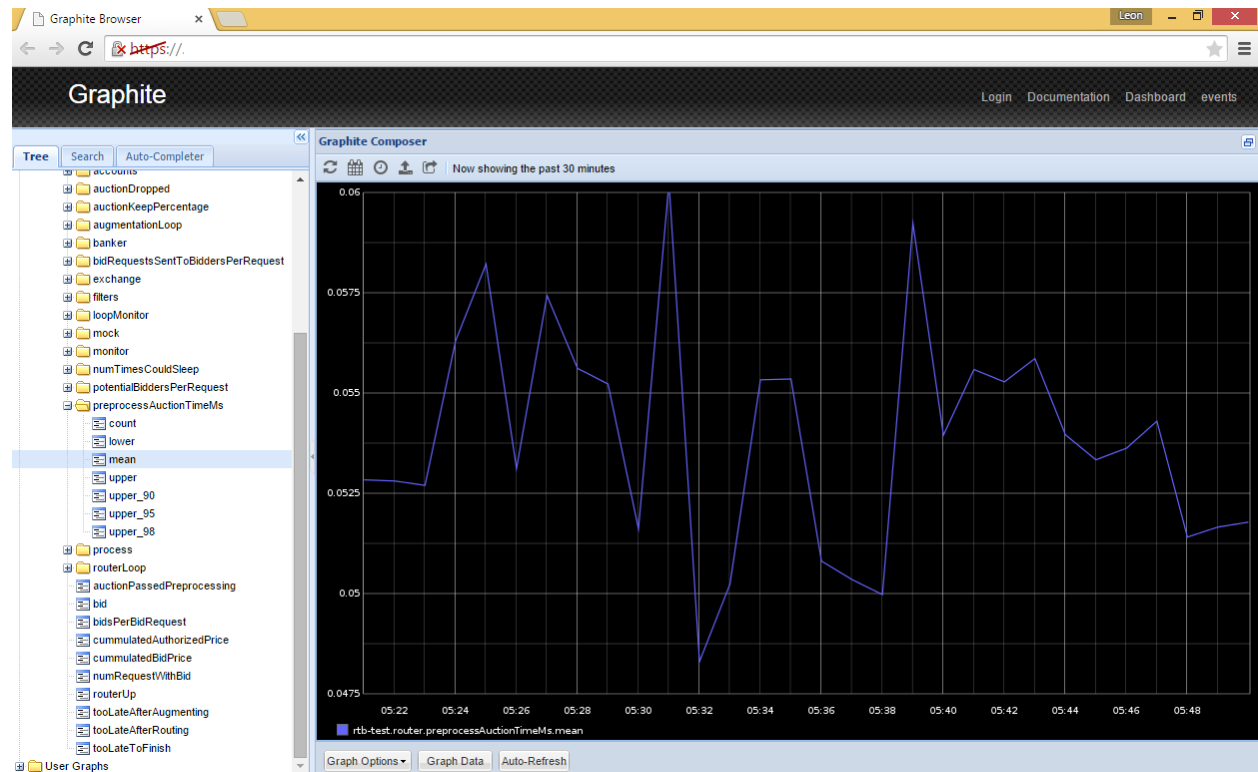 Graphite Browser
Leon
https://.
Graphite
Login Documentation Dashboard events
Tree Search Auto-Completer
accounts
auctionDropped
auctionKeepPercentage
augmentationLoop
banker
bidRequestsSentToBiddersPerRequest
exchange
filters
loopMonitor
mock
monitor
numTimesCouldSleep
potentialBiddersPerRequest
preprocessAuctionTimeMs
count
lower
mean
upper
upper_90
upper_95
upper_98
process
routerLoop
auctionPassedPreprocessing
bid
bidsPerBidRequest
cummulatedAuthorizedPrice
cummulatedBidPrice
numRequestWithBid
routerUp
tooLateAfterAugmenting
tooLateAfterRouting
tooLateToFinish
User Graphs
Graphite Composer
Now showing the past 30 minutes
0.06
0.0575
0.055
0.0525
0.05
0.0475
05:22 05:24 05:26 05:28 05:30 05:32 05:34 05:36 05:38 05:40 05:42 05:44 05:46 05:48
rtb-test.router.preprocessAuctionTimeMs.mean
Graph Options Graph Data Auto-Refresh